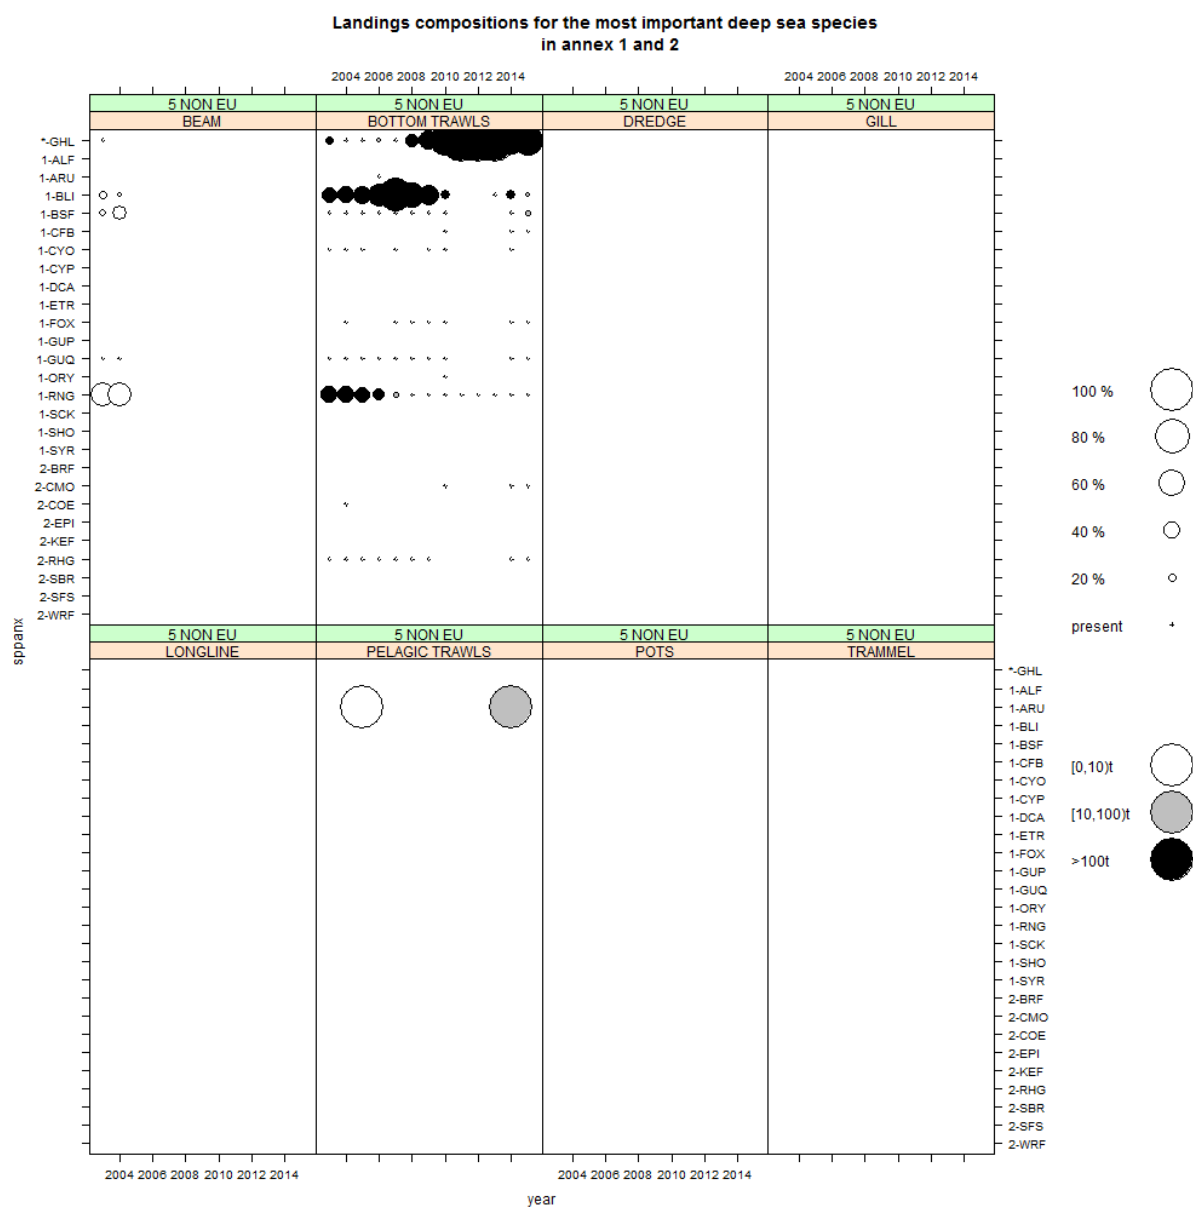 Landings compositions for the most important deep sea species
in annex 1 and 2
2004 2006 2008 2010 2012 2014
2004 2006 2008 2010 2012 2014
5 NON EU
5 NON EU
5 NON EU
5 NON EU
BEAM
BOTTOM TRAWLS
DREDGE
GILL
*-GHL
1-ALF
1-ARU
1-BLI
1-BSF
1-CFB
1-CYO
1-CYP
1-DCA
1-ETR
1-FOX
1-GUP
1-GUQ
1-ORY
1-RNG
1-SCK
1-SHO
1-SYR
2-BRF
2-CMO
2-COE
2-EPI
2-KEF
2-RHG
2-SBR
2-SFS
2-WRF
sppanx
5 NON EU
5 NON EU
5 NON EU
5 NON EU
LONGLINE
PELAGIC TRAWLS
POTS
TRAMMEL
*-GHL
1-ALF
1-ARU
1-BLI
1-BSF
1-CFB
1-CYO
1-CYP
1-DCA
1-ETR
1-FOX
1-GUP
1-GUQ
1-ORY
1-RNG
1-SCK
1-SHO
1-SYR
2-BRF
2-CMO
2-COE
2-EPI
2-KEF
2-RHG
2-SBR
2-SFS
2-WRF
2004 2006 2008 2010 2012 2014
2004 2006 2008 2010 2012 2014
year
100 %
80 %
60 %
40 %
20 %
present
[0,10)t
[10,100)t
>100t